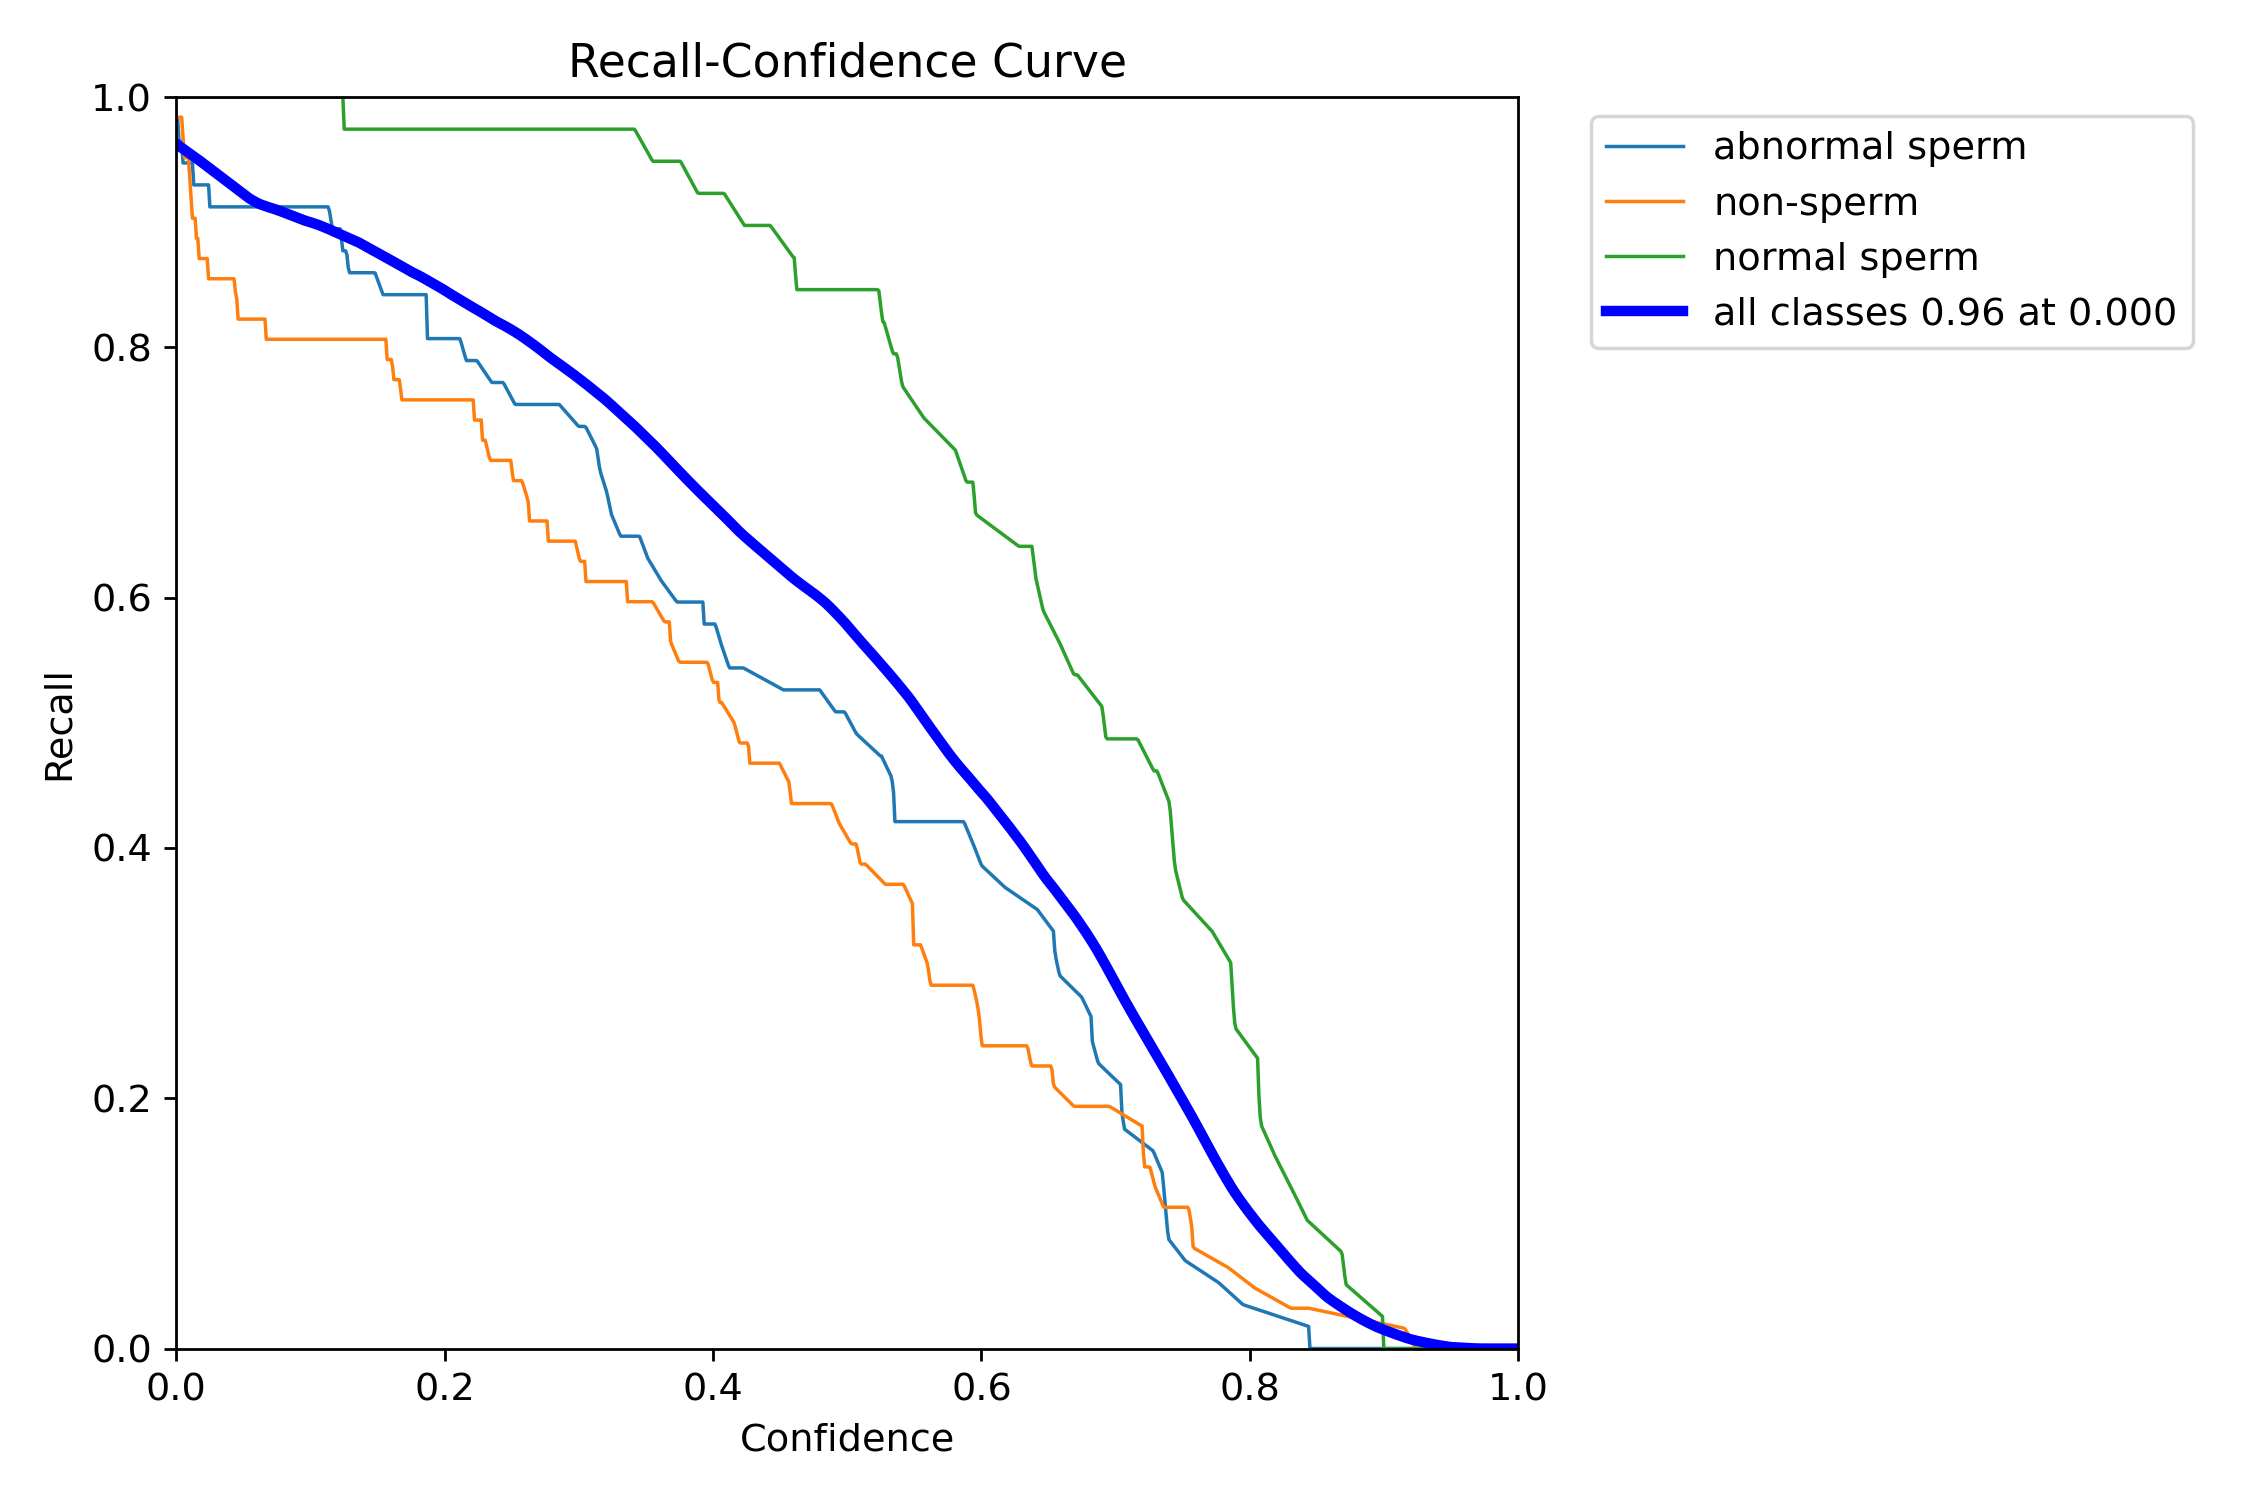 Recall-Confidence Curve
1.0
0.8
0.6
0.4
0.2
0.0
Recall
0.0 0.2 0.4 0.6 0.8 1.0
Confidence
abnormal sperm
non-sperm
normal sperm
all classes 0.96 at 0.000